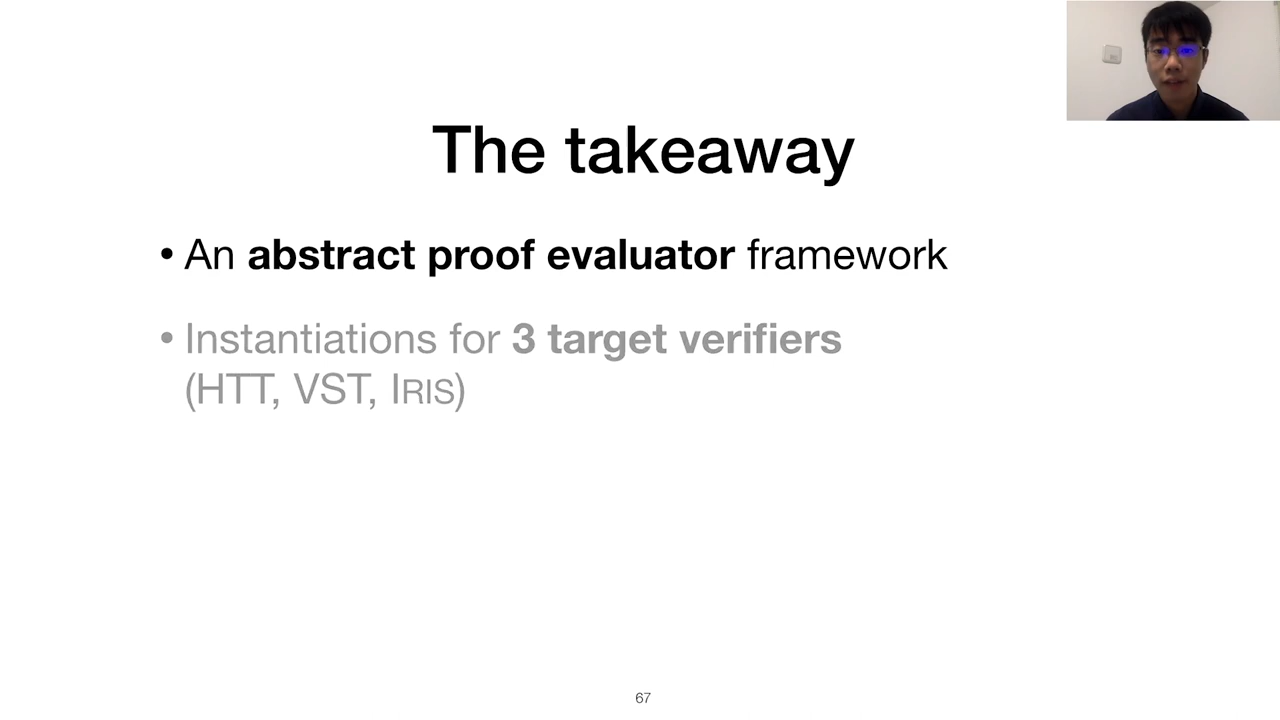 The takeaway
• An abstract proof evaluator framework
• Instantiations for 3 target verifiers
(HTT, VST, IRIS)
67